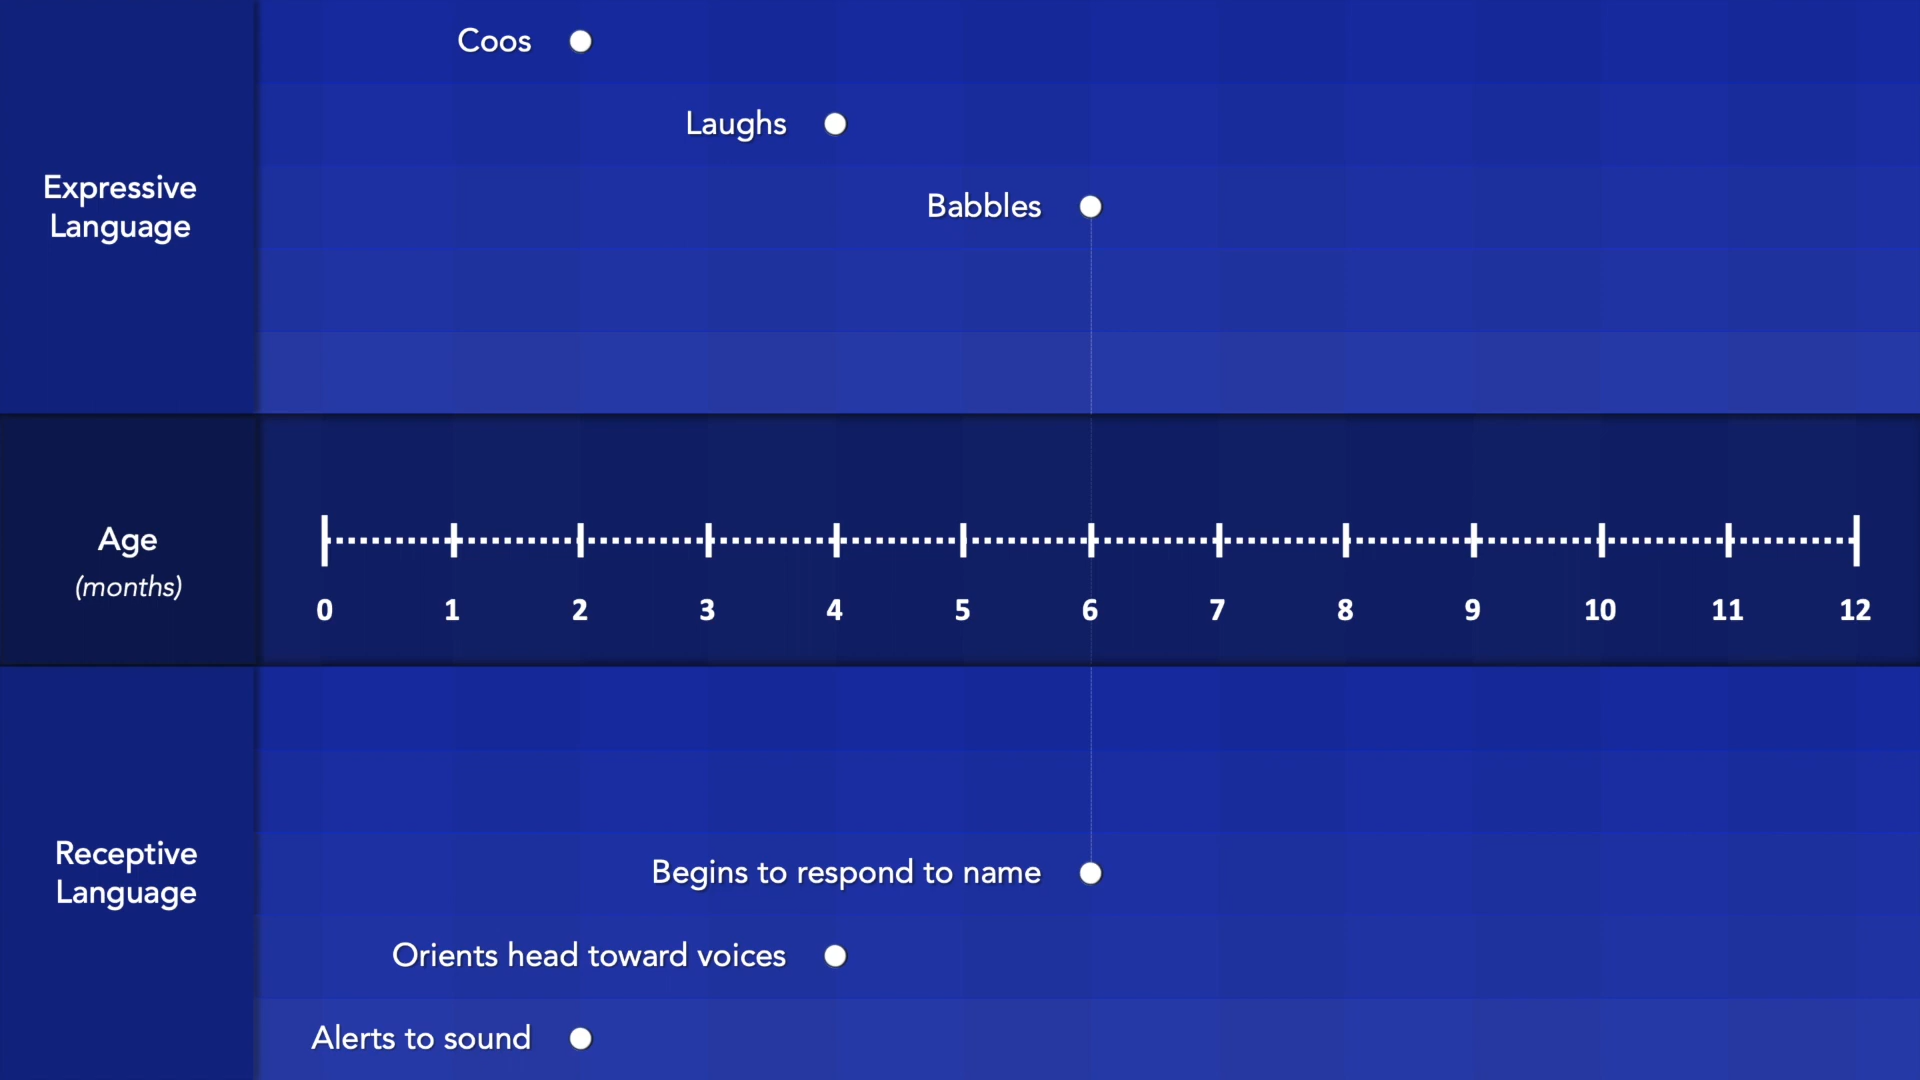 Coos
Laughs
Babbles
Expressive
Language
Age
(months)
0 1 2 3 4 5 6 7 8 9 10 11 12
Receptive
Language
Begins to respond to name
Orients head toward voices
Alerts to sound